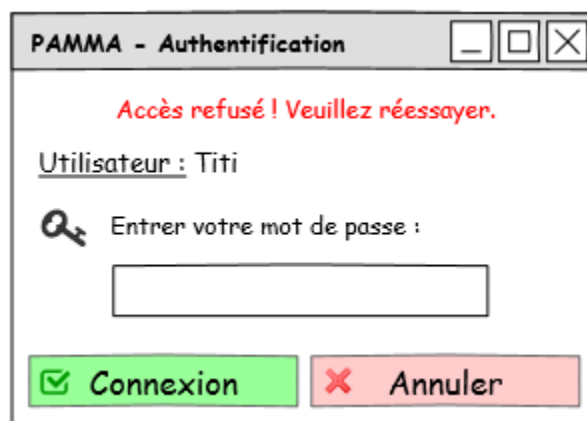 PAMMA - Authentification
Accès refusé ! Veuillez réessayer.
Utilisateur : Titi
Entrer votre mot de passe :
Connexion
Annuler